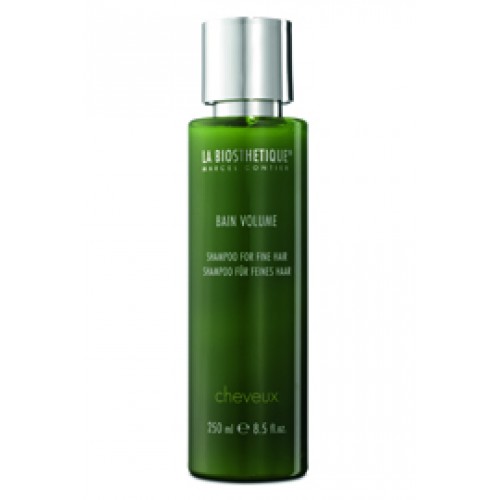 LA BIOSTHETIQUE®
MARCEL CONTIER
BAIN VOLUME
SHAMPOO FOR FINE HAIR
SHAMPOO FÜR FEINES HAAR
cheveux
250 ml ℮ 8.5 fl.oz.